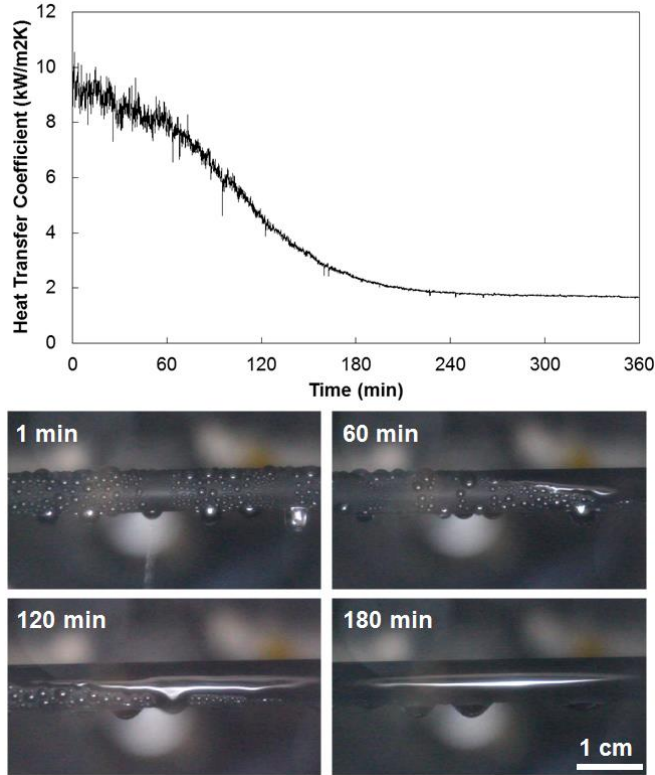 Heat Transfer Coefficient (kW/m2K)
12
10
8
6
4
2
0
0 60 120 180 240 300 360
Time (min)
1 min
60 min
120 min
180 min
1 cm